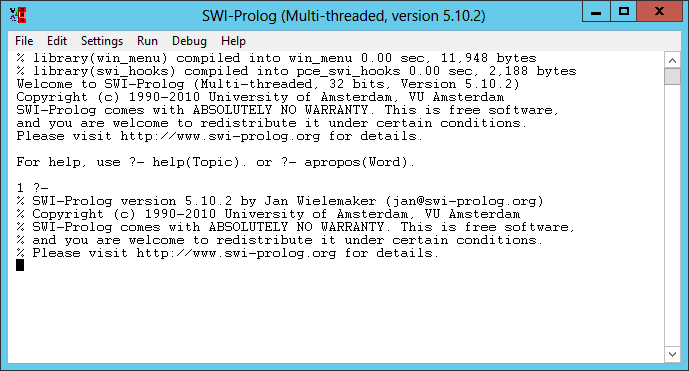 SWI-Prolog (Multi-threaded, version 5.10.2)
File Edit Settings Run Debug Help
% library(win_menu) compiled into win_menu 0.00 sec, 11,948 bytes
% library(swi_hooks) compiled into pce_swi_hooks 0.00 sec, 2,188 bytes
Welcome to SWI-Prolog (Multi-threaded, 32 bits, Version 5.10.2)
Copyright (c) 1990-2010 University of Amsterdam, VU Amsterdam
SWI-Prolog comes with ABSOLUTELY NO WARRANTY. This is free software,
and you are welcome to redistribute it under certain conditions.
Please visit http://www.swi-prolog.org for details.
For help, use ?- help(Topic). or ?- apropos(Word).
1 ?-
% SWI-Prolog version 5.10.2 by Jan Wielemaker (jan@swi-prolog.org)
% Copyright (c) 1990-2010 University of Amsterdam, VU Amsterdam
% SWI-Prolog comes with ABSOLUTELY NO WARRANTY. This is free software,
% and you are welcome to redistribute it under certain conditions.
% Please visit http://www.swi-prolog.org for details.